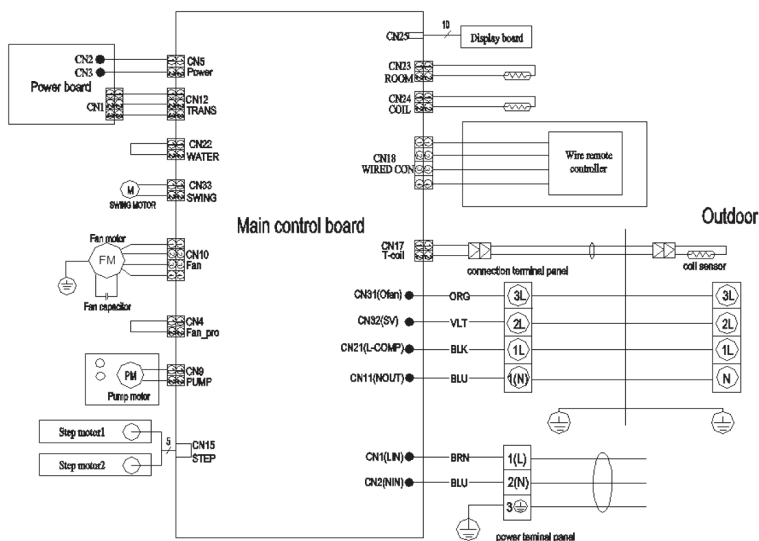 CN2
CN3
Power board
CN1
CN5
Power
CN12
TRANS
CN22
WATER
M
SWING MOTOR
CN33
SWING
Fan motor
FM
Fan capacitor
CN10
Fan
CN4
Fan_pro
PM
Pump motor
CN9
PUMP
Step motor1
Step motor2
5
CN15
STEP
Main control board
CN25
10
Display board
CN23
ROOM
CN24
COIL
CN18
WIRED CON
Wire remote
controller
Outdoor
CN17
T-coil
connection terminal panel
coil sensor
CN31(Ofan)
ORG
3L
3L
CN32(SV)
VLT
2L
2L
CN21(L-COMP)
BLK
1L
1L
CN11(NOUT)
BLU
1(N)
N
CN1(LIN)
BRN
1(L)
CN2(NIN)
BLU
2(N)
3
power teminal panel